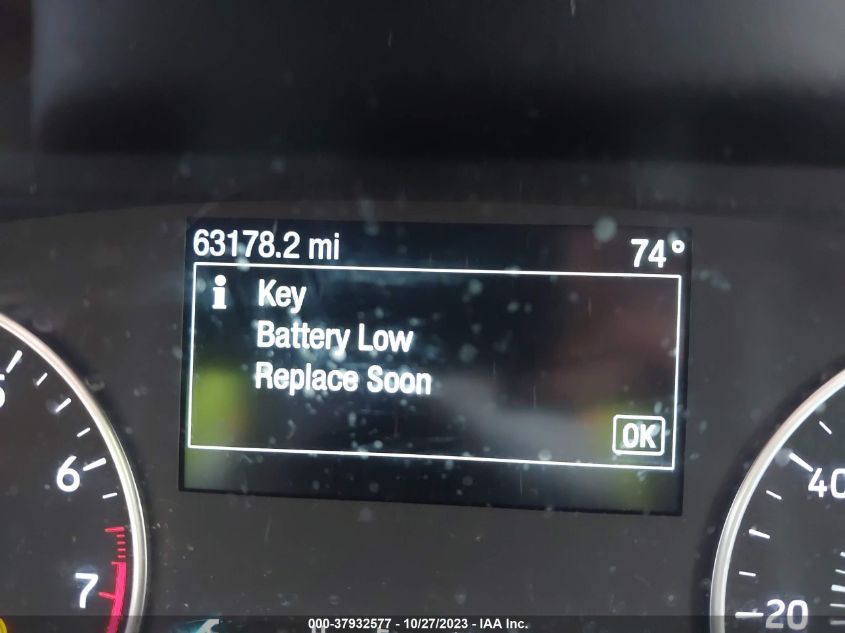 63178.2 mi 74°
i Key
Battery Low
Replace Soon
OK
6
40
7
20
000-37932577 - 10/27/2023 - IAA Inc.